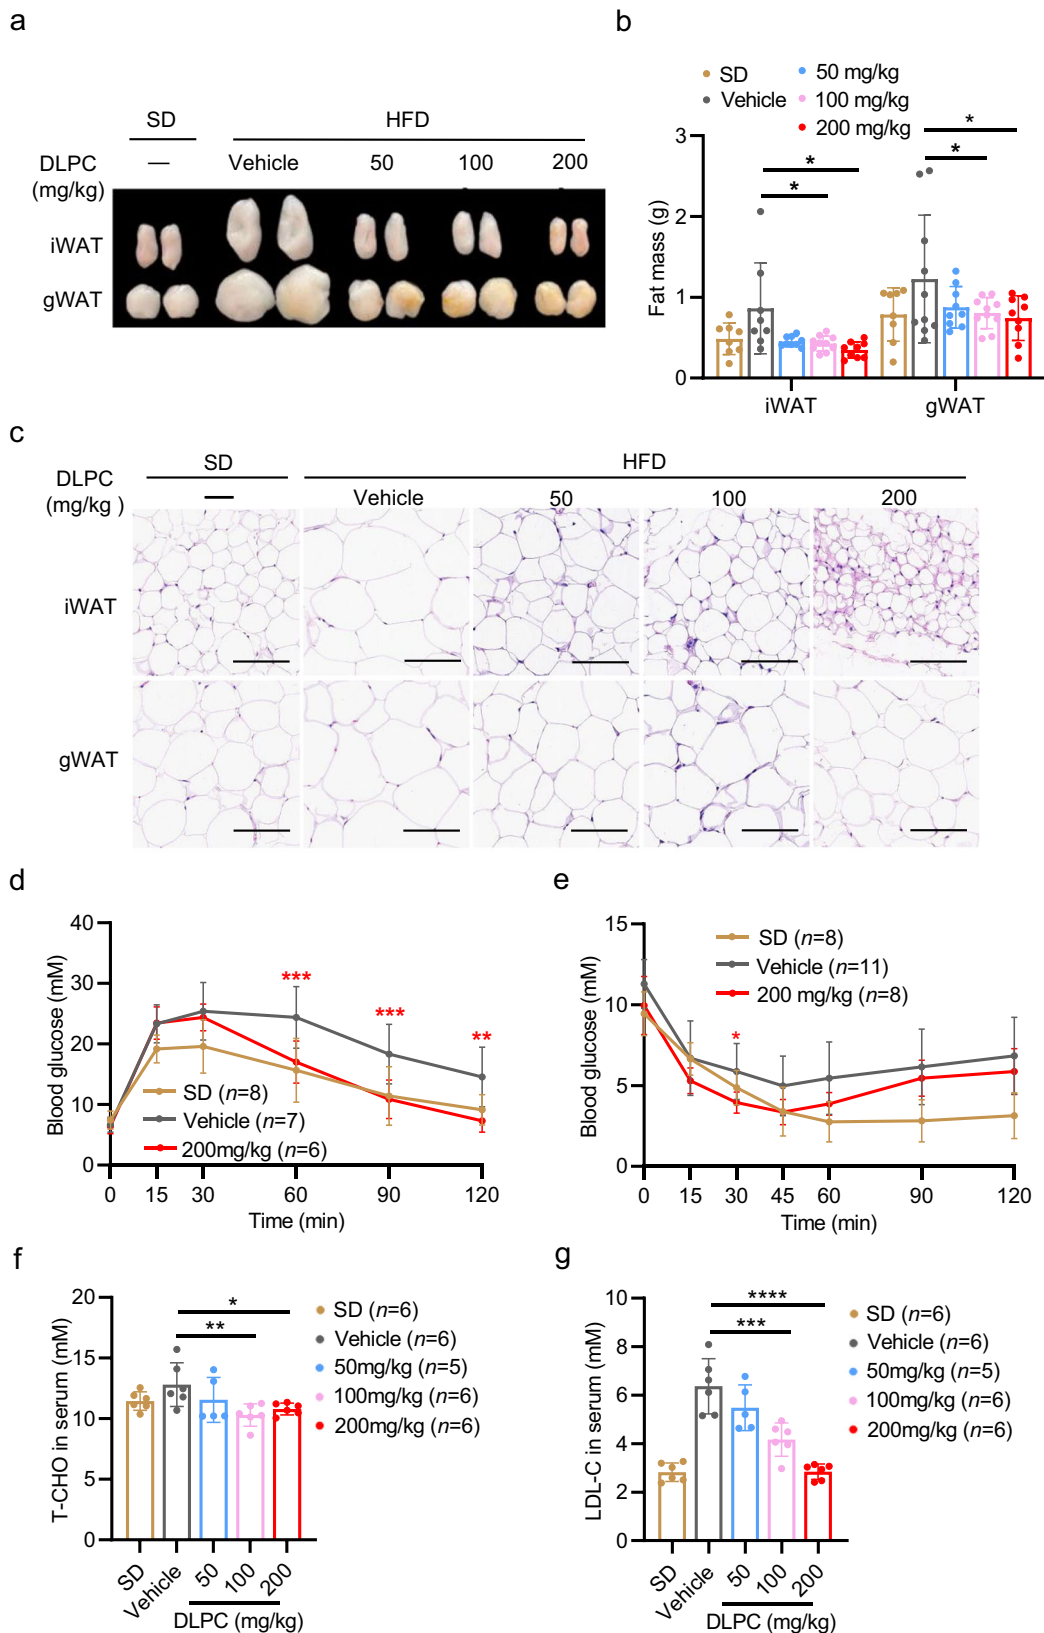 a
SD
HFD
DLPC
(mg/kg)
—
Vehicle
50
100
200
iWAT
gWAT
b
SD
50 mg/kg
Vehicle
100 mg/kg
200 mg/kg
Fat mass (g)
3
2
1
0
*
*
*
*
iWAT
gWAT
c
SD
HFD
DLPC
(mg/kg )
—
Vehicle
50
100
200
iWAT
gWAT
d
Blood glucose (mM)
40
30
20
10
0
***
***
**
SD (n=8)
Vehicle (n=7)
200mg/kg (n=6)
0 15 30 60 90 120
Time (min)
e
Blood glucose (mM)
15
10
5
0
SD (n=8)
Vehicle (n=11)
200 mg/kg (n=8)
*
0 15 30 45 60 90 120
Time (min)
f
T-CHO in serum (mM)
20
15
10
5
0
*
**
SD (n=6)
Vehicle (n=6)
50mg/kg (n=5)
100mg/kg (n=6)
200mg/kg (n=6)
SD
Vehicle
50
100
200
DLPC (mg/kg)
g
LDL-C in serum (mM)
10
8
6
4
2
0
****
***
SD (n=6)
Vehicle (n=6)
50mg/kg (n=5)
100mg/kg (n=6)
200mg/kg (n=6)
SD
Vehicle
50
100
200
DLPC (mg/kg)